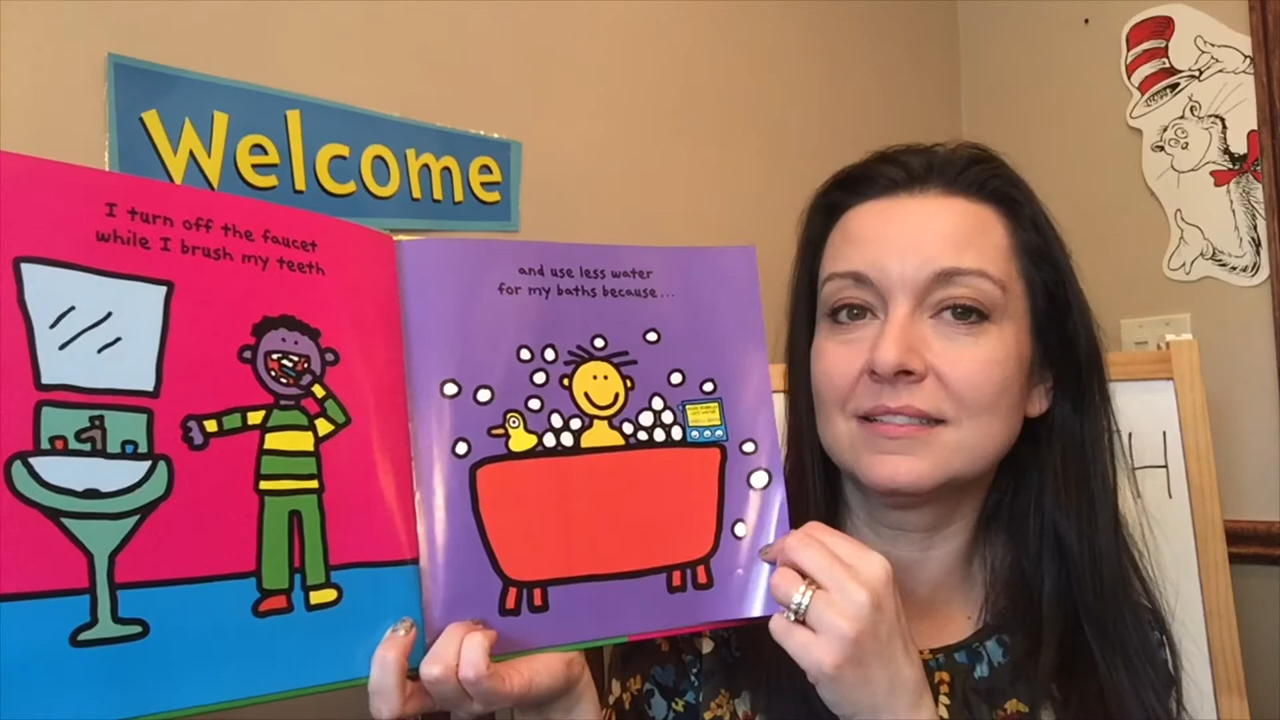 Welcome
I turn off the faucet
while I brush my teeth
and use less water
for my baths because...
H